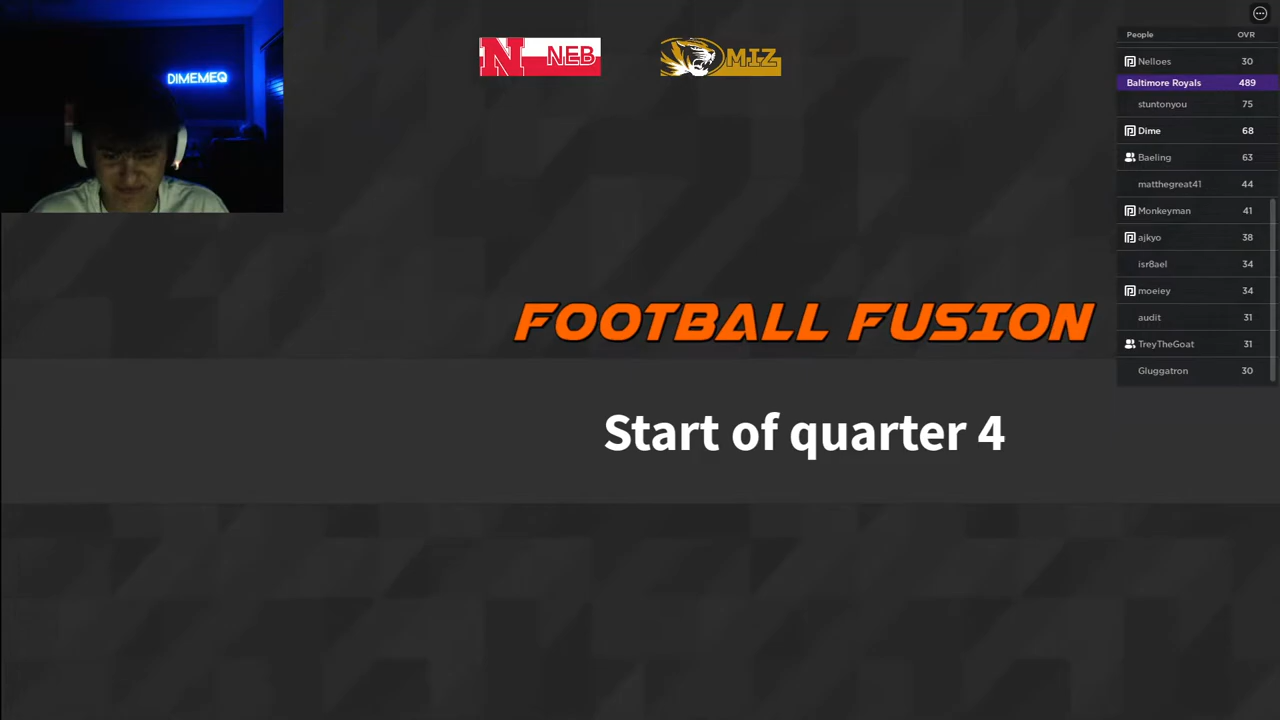 DIMEMEQ
N NEB
MIZ
People OVR
Nelloes 30
Baltimore Royals 489
stuntonyou 75
Dime 68
Baeling 63
matthegreat41 44
Monkeyman 41
ajkyo 38
isr8ael 34
moeiey 34
audit 31
TreyTheGoat 31
Gluggatron 30
FOOTBALL FUSION
Start of quarter 4